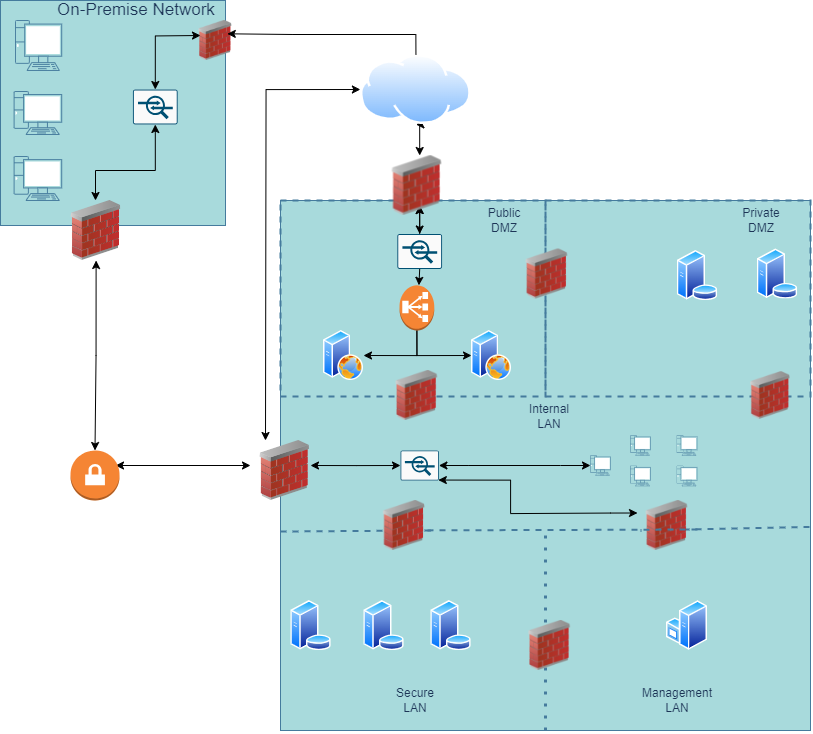 On-Premise Network
Public
DMZ
Private
DMZ
Internal
LAN
Secure
LAN
Management
LAN